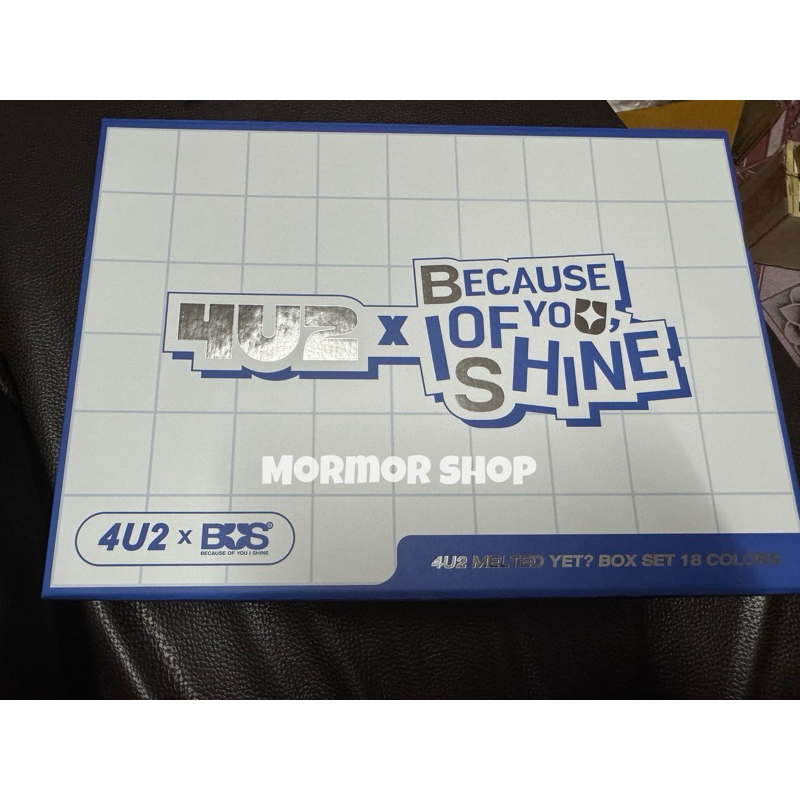 4U2 x BECAUSE
OF YOU,
I SHINE
MORMOR SHOP
4U2 x BUS®
BECAUSE OF YOU I SHINE
4U2 MELTED YET? BOX SET 18 COLORS